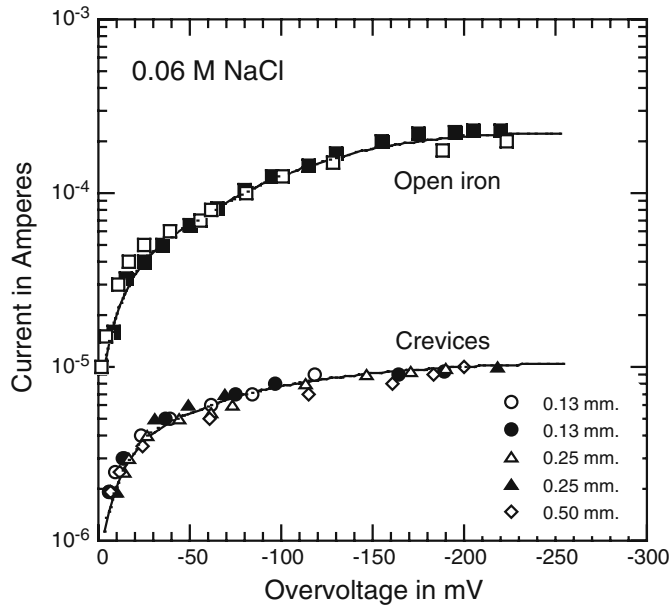 10⁻³
0.06 M NaCl
10⁻⁴
Open iron
Current in Amperes
Crevices
10⁻⁵
0.13 mm.
0.13 mm.
0.25 mm.
0.25 mm.
0.50 mm.
10⁻⁶
0 -50 -100 -150 -200 -250 -300
Overvoltage in mV